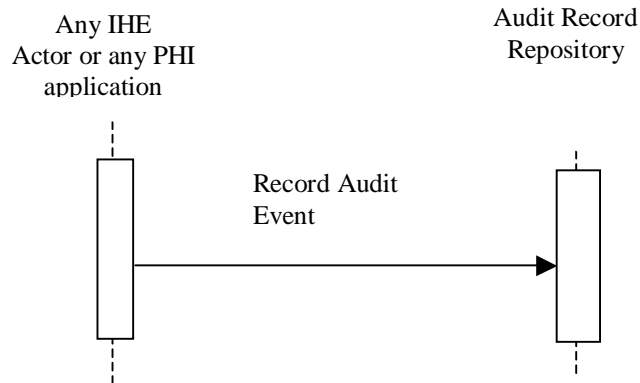 Any IHE
Actor or any PHI
application
Audit Record
Repository
Record Audit
Event